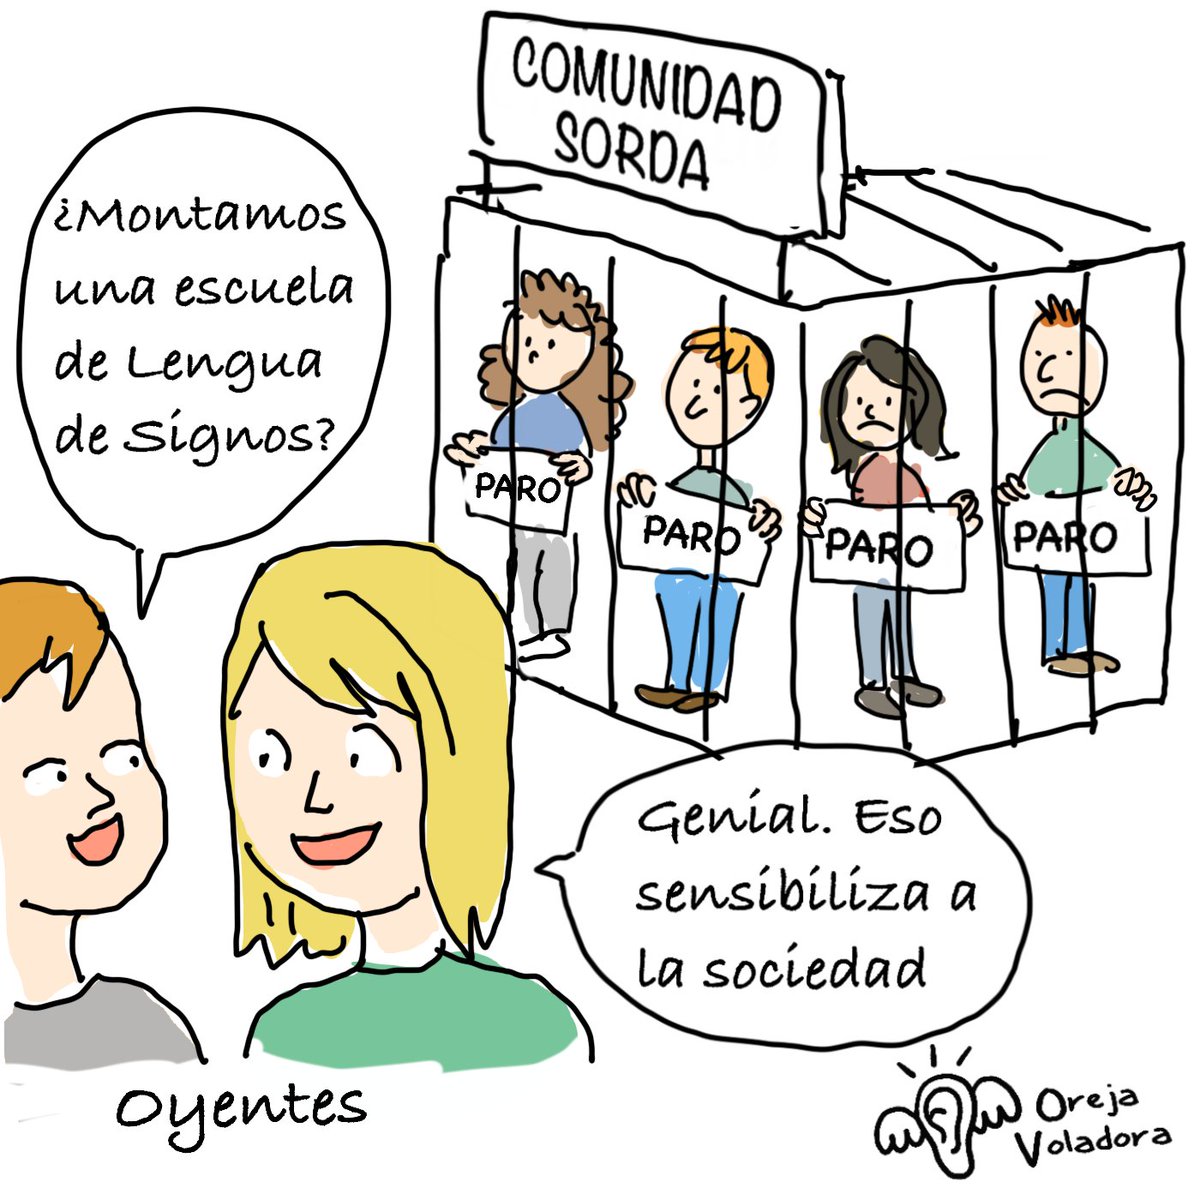 COMUNIDAD
SORDA
¿Montamos
una escuela
de Lengua
de Signos?
PARO
PARO
PARO
PARO
Genial. Eso
sensibiliza a
la sociedad
Oyentes
Oreja
Voladora